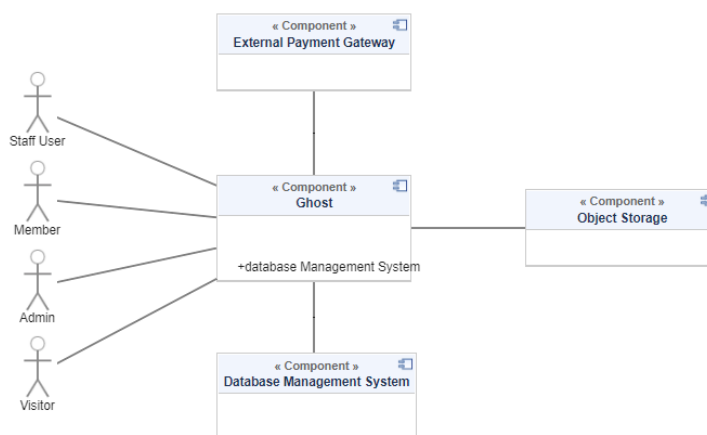 « Component »
External Payment Gateway
Staff User
« Component »
Ghost
Member
« Component »
Object Storage
+database Management System
Admin
« Component »
Database Management System
Visitor